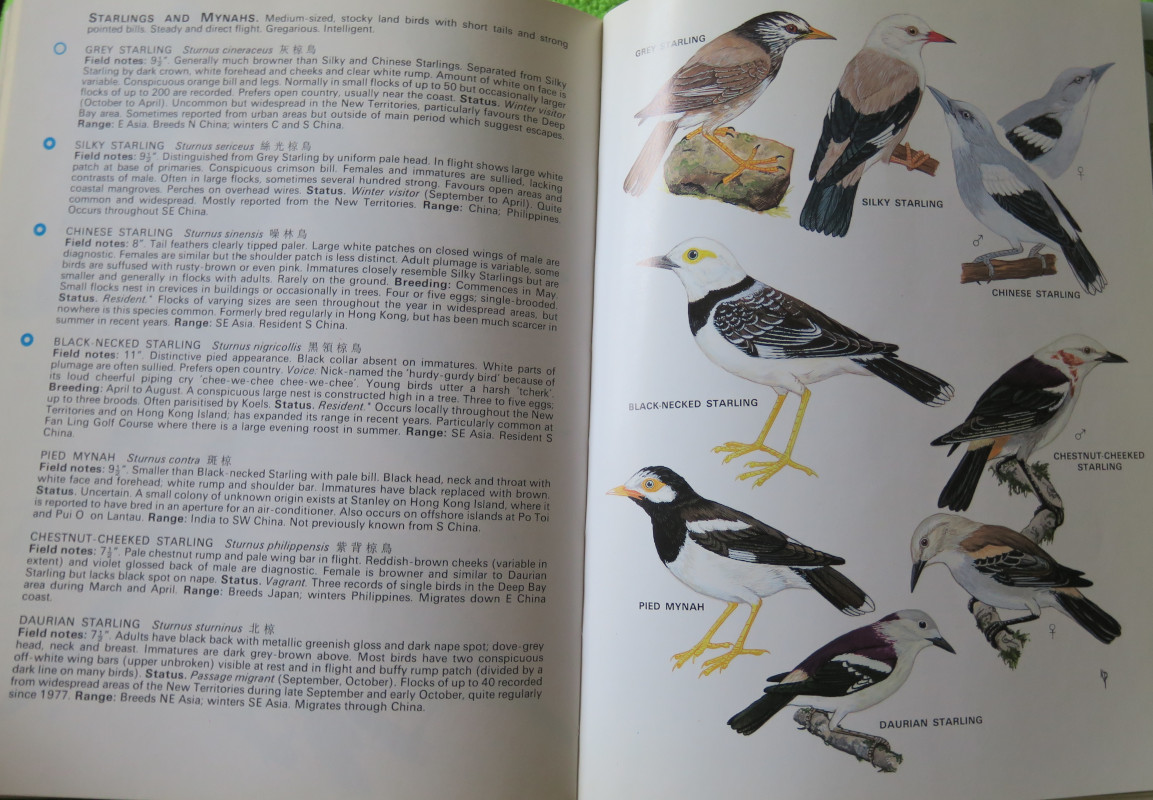 STARLINGS AND MYNAHS. Medium-sized, stocky land birds with short tails and strong
pointed bills. Steady and direct flight. Gregarious. Intelligent.
GREY STARLING Sturnus cineraceus 灰椋鳥
Field notes: 9½". Generally much browner than Silky and Chinese Starlings. Separated from Silky
Starling by dark crown, white forehead and cheeks and clear white rump. Amount of white on face is
variable. Conspicuous orange bill and legs. Normally in small flocks of up to 50 but occasionally larger
flocks of up to 200 are recorded. Prefers open country, usually near the coast. Status. Winter visitor
(October to April). Uncommon but widespread in the New Territories, particularly favours the Deep
Bay area. Sometimes reported from urban areas but outside of main period which suggest escapes.
Range: E Asia. Breeds N China; winters C and S China.
SILKY STARLING Sturnus sericeus 絲光椋鳥
Field notes: 9½". Distinguished from Grey Starling by uniform pale head. In flight shows large white
patch at base of primaries. Conspicuous crimson bill. Females and immatures are sullied, lacking
contrasts of male. Often in large flocks, sometimes several hundred strong. Favours open areas and
coastal mangroves. Perches on overhead wires. Status. Winter visitor (September to April). Quite
common and widespread. Mostly reported from the New Territories. Range: China; Philippines.
Occurs throughout SE China.
CHINESE STARLING Sturnus sinensis 噪林鳥
Field notes: 8". Tail feathers clearly tipped paler. Large white patches on closed wings of male are
diagnostic. Females are similar but the shoulder patch is less distinct. Adult plumage is variable, some
birds are suffused with rusty-brown or even pink. Immatures closely resemble Silky Starlings but are
smaller and generally in flocks with adults. Rarely on the ground. Breeding: Commences in May.
Small flocks nest in crevices in buildings or occasionally in trees. Four or five eggs; single-brooded.
Status. Resident.* Flocks of varying sizes are seen throughout the year in widespread areas, but
nowhere is this species common. Formerly bred regularly in Hong Kong, but has been much scarcer in
summer in recent years. Range: SE Asia. Resident S China.
BLACK-NECKED STARLING Sturnus nigricollis 黑領椋鳥
Field notes: 11". Distinctive pied appearance. Black collar absent on immatures. White parts of
plumage are often sullied. Prefers open country. Voice: Nick-named the 'hurdy-gurdy bird' because of
its loud cheerful piping cry 'chee-we-chee chee-we-chee'. Young birds utter a harsh 'tcherk'.
Breeding: April to August. A conspicuous large nest is constructed high in a tree. Three to five eggs;
up to three broods. Often parisitised by Koels. Status. Resident.* Occurs locally throughout the New
Territories and on Hong Kong Island; has expanded its range in recent years. Particularly common at
Fan Ling Golf Course where there is a large evening roost in summer. Range: SE Asia. Resident S
China.
PIED MYNAH Sturnus contra 斑椋
Field notes: 9½". Smaller than Black-necked Starling with pale bill. Black head, neck and throat with
white face and forehead; white rump and shoulder bar. Immatures have black replaced with brown.
Status. Uncertain. A small colony of unknown origin exists at Stanley on Hong Kong Island, where it
is reported to have bred in an aperture for an air-conditioner. Also occurs on offshore islands at Po Toi
and Pui O on Lantau. Range: India to SW China. Not previously known from S China.
CHESTNUT-CHEEKED STARLING Sturnus philippensis 紫背椋鳥
Field notes: 7½". Pale chestnut rump and pale wing bar in flight. Reddish-brown cheeks (variable in
extent) and violet glossed back of male are diagnostic. Female is browner and similar to Daurian
Starling but lacks black spot on nape. Status. Vagrant. Three records of single birds in the Deep Bay
area during March and April. Range: Breeds Japan; winters Philippines. Migrates down E China
coast.
DAURIAN STARLING Sturnus sturninus 北椋
Field notes: 7½". Adults have black back with metallic greenish gloss and dark nape spot; dove-grey
head, neck and breast. Immatures are dark grey-brown above. Most birds have two conspicuous
off-white wing bars (upper unbroken) visible at rest and in flight and buffy rump patch (divided by a
dark line on many birds). Status. Passage migrant (September, October). Flocks of up to 40 recorded
from widespread areas of the New Territories during late September and early October, quite regularly
since 1977. Range: Breeds NE Asia; winters SE Asia. Migrates through China.
GREY STARLING
SILKY STARLING
♀
♂
CHINESE STARLING
BLACK-NECKED STARLING
♂
CHESTNUT-CHEEKED
STARLING
PIED MYNAH
♀
DAURIAN STARLING